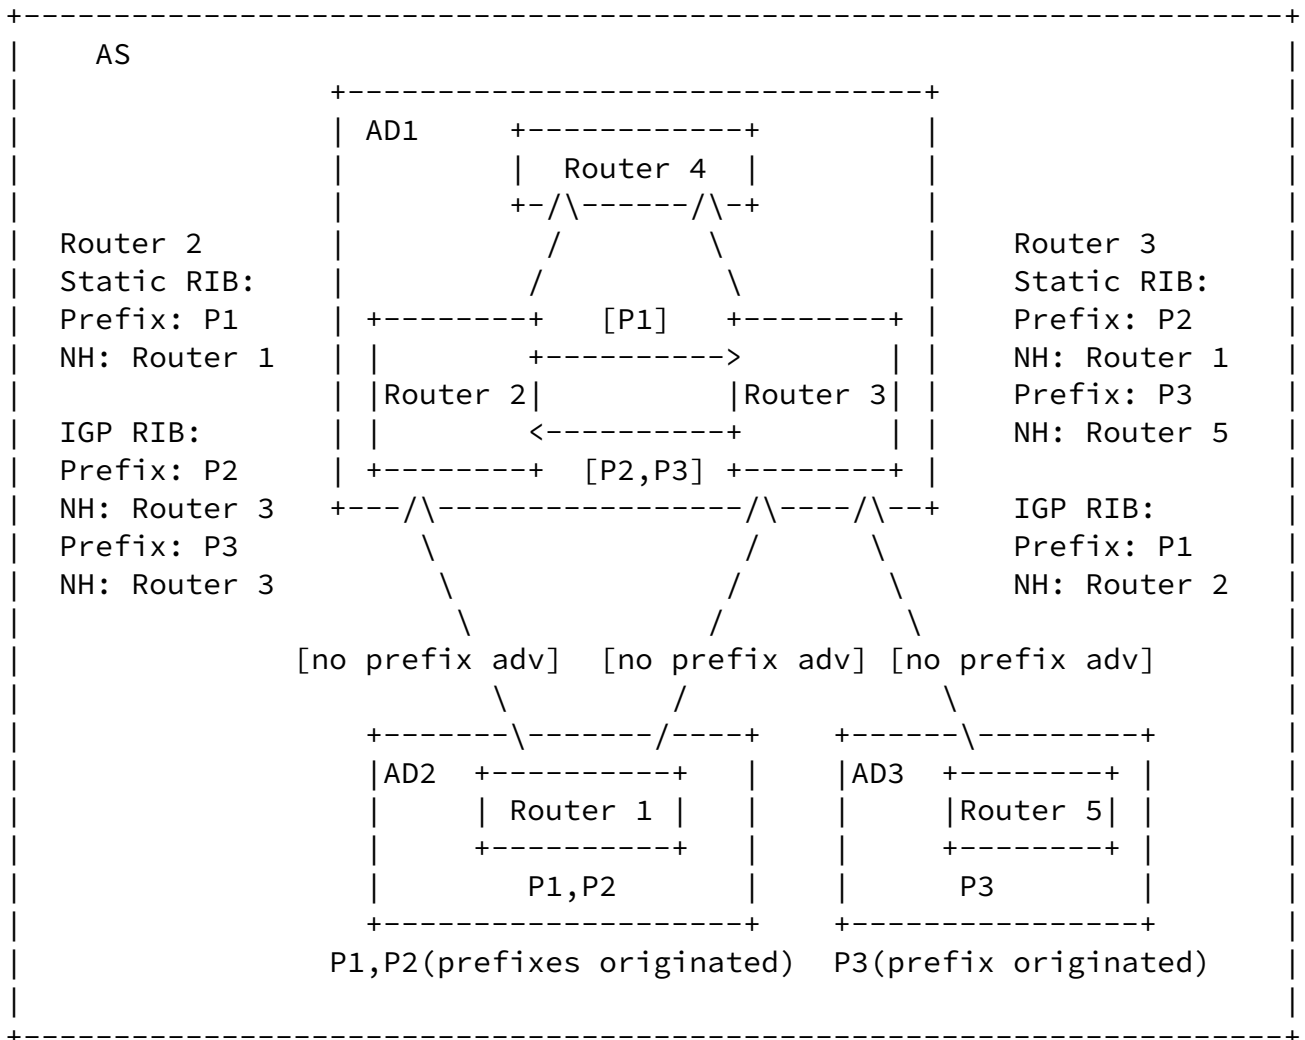 AS
AD1
Router 4
Router 2 Router 3
Static RIB: Static RIB:
Prefix: P1 [P1] Prefix: P2
NH: Router 1 NH: Router 1
Router 2 Router 3 Prefix: P3
IGP RIB: NH: Router 5
Prefix: P2 [P2,P3]
NH: Router 3 IGP RIB:
Prefix: P3 Prefix: P1
NH: Router 3 NH: Router 2
[no prefix adv] [no prefix adv] [no prefix adv]
AD2 AD3
Router 1 Router 5
P1,P2 P3
P1,P2(prefixes originated) P3(prefix originated)